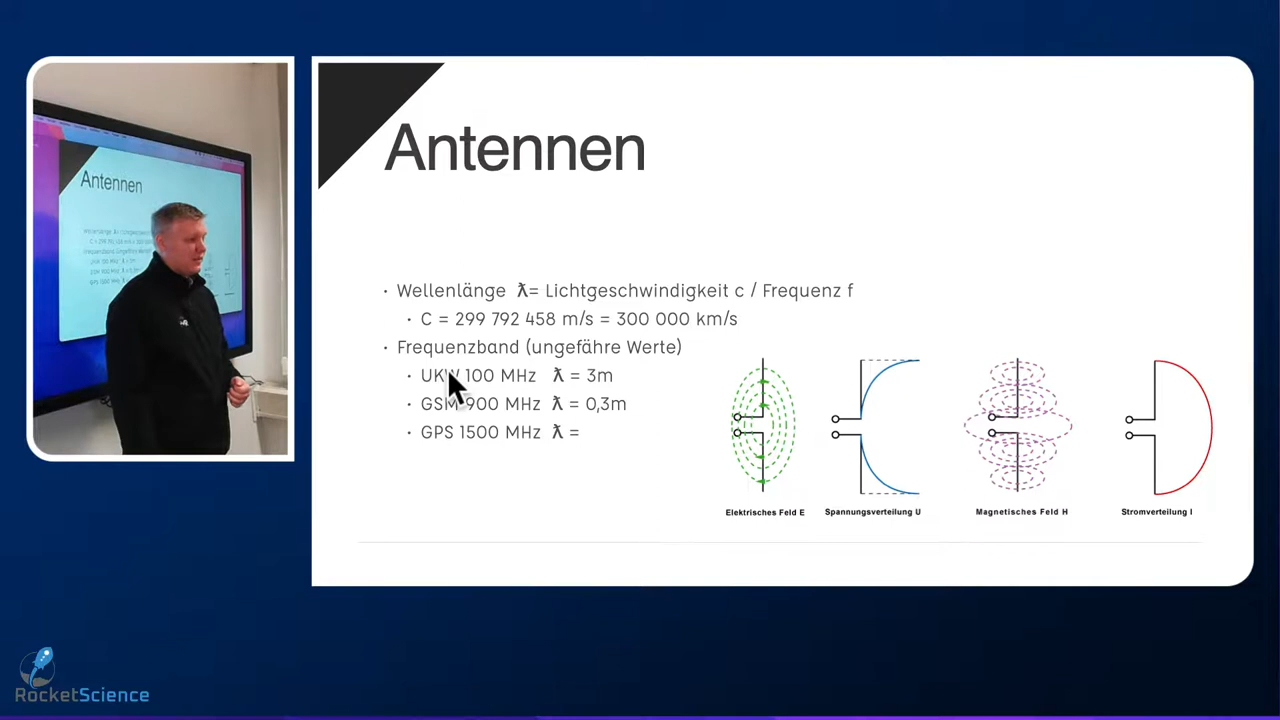 Antennen
• Wellenlänge ƛ= Lichtgeschwindigkeit c / Frequenz f
• C = 299 792 458 m/s = 300 000 km/s
• Frequenzband (ungefähre Werte)
• UKW 100 MHz ƛ = 3m
• GSM 900 MHz ƛ = 0,3m
• GPS 1500 MHz ƛ =
Elektrisches Feld E
Spannungsverteilung U
Magnetisches Feld H
Stromverteilung I
Antennen
RocketScience